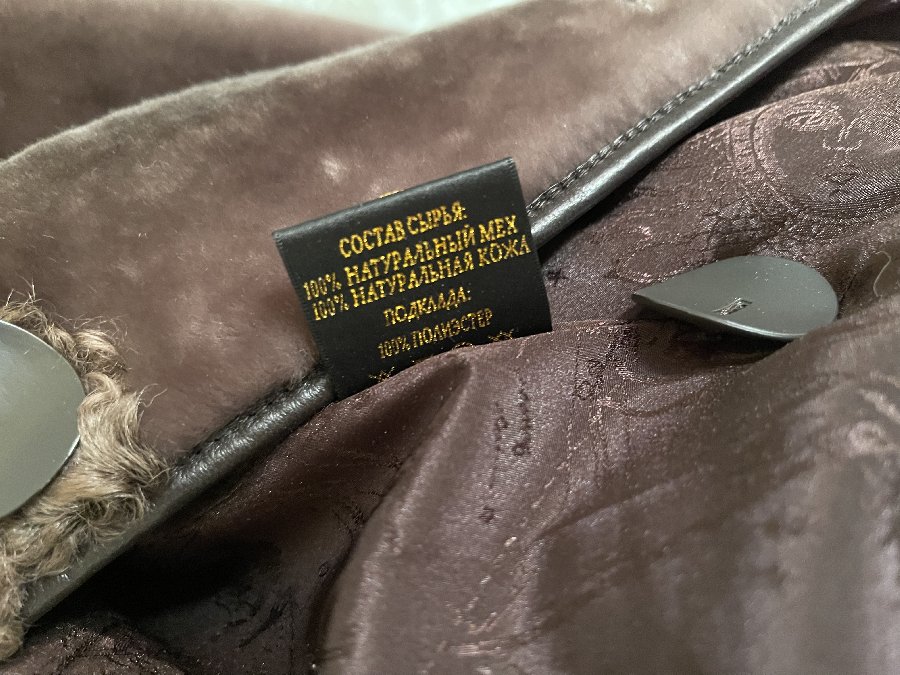 СОСТАВ СЫРЬЯ:
100% НАТУРАЛЬНЫЙ МЕХ
100% НАТУРАЛЬНАЯ КОЖА
ПОДКЛАДА:
100% ПОЛИЭСТЕР